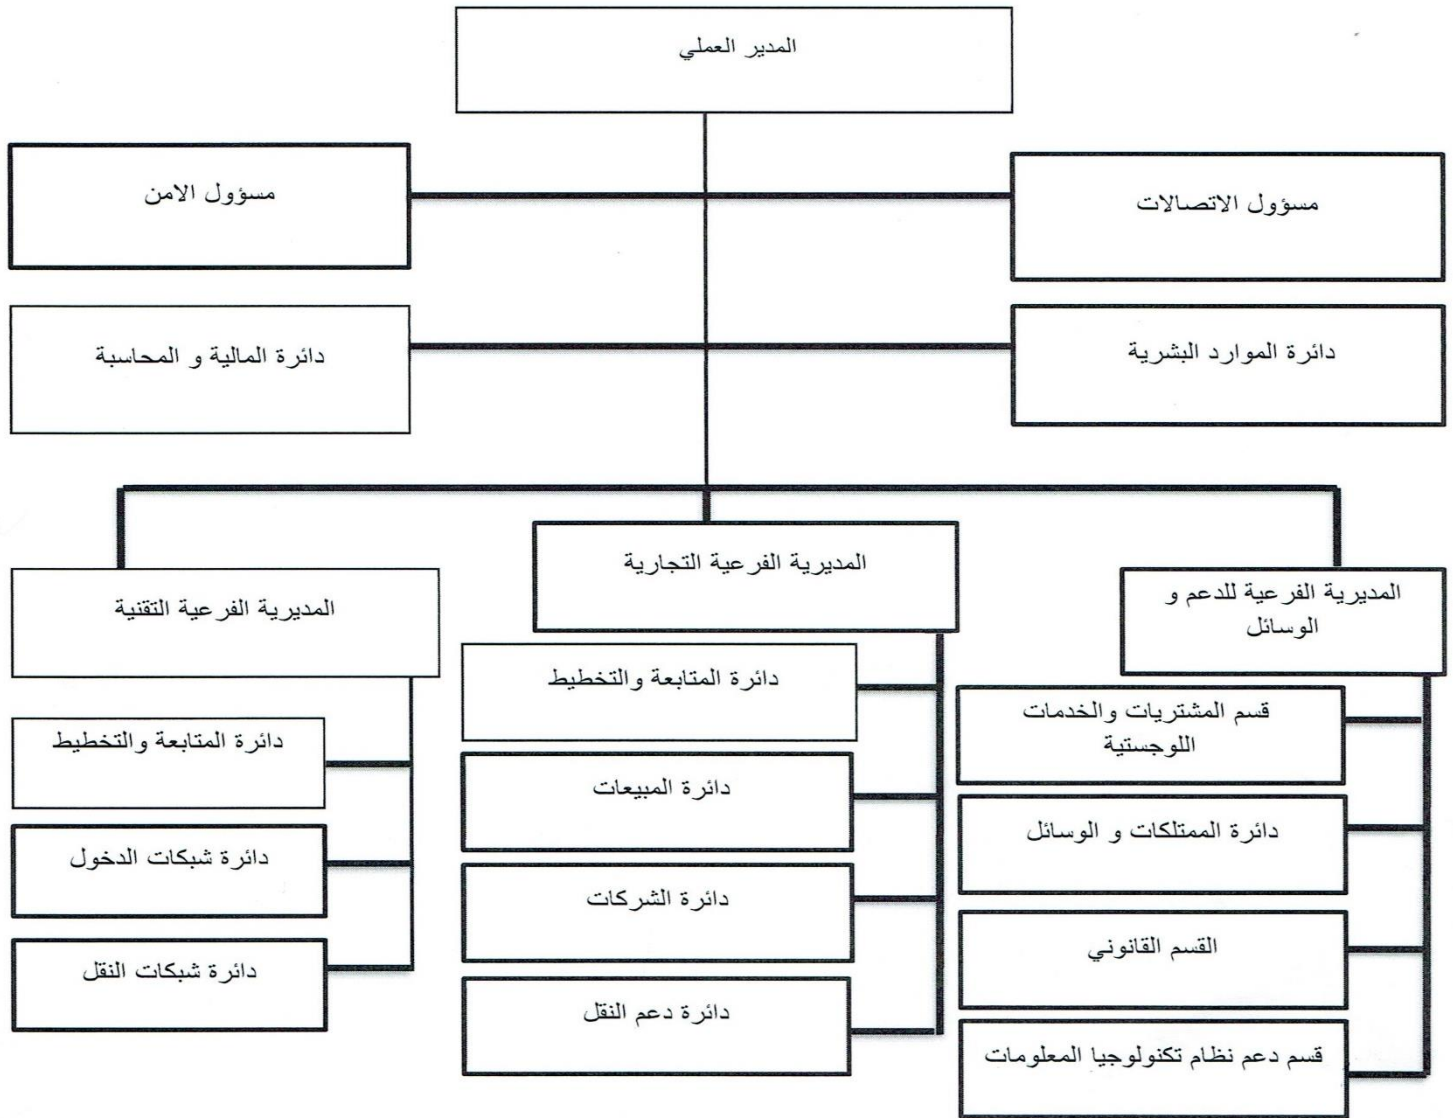 المدير العملي
مسؤول الاتصالات
مسؤول الامن
دائرة الموارد البشرية
دائرة المالية و المحاسبة
المديرية الفرعية للدعم و
الوسائل
قسم المشتريات والخدمات
اللوجستية
دائرة الممتلكات و الوسائل
القسم القانوني
قسم دعم نظام تكنولوجيا المعلومات
المديرية الفرعية التجارية
دائرة المتابعة والتخطيط
دائرة المبيعات
دائرة الشركات
دائرة دعم النقل
المديرية الفرعية التقنية
دائرة المتابعة والتخطيط
دائرة شبكات الدخول
دائرة شبكات النقل